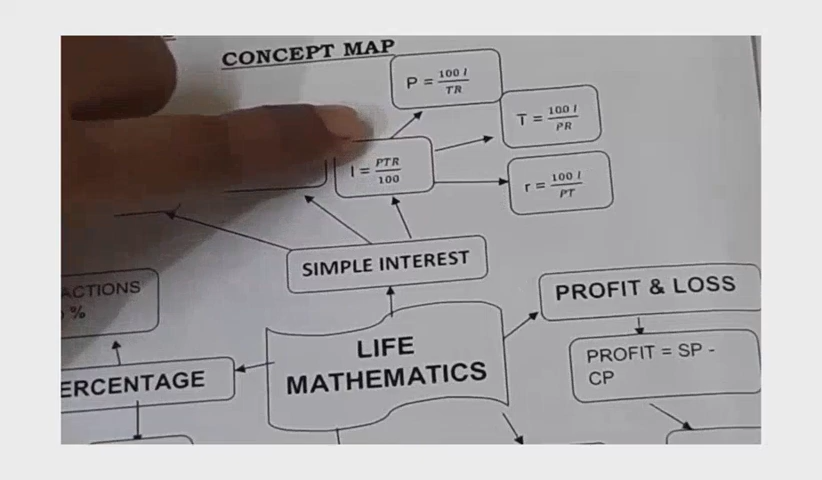 CONCEPT MAP
P = 100 I / TR
T = 100 I / PR
I = PTR / 100
r = 100 I / PT
SIMPLE INTEREST
ACTIONS
%
PROFIT & LOSS
LIFE
MATHEMATICS
PROFIT = SP -
CP
ERCENTAGE